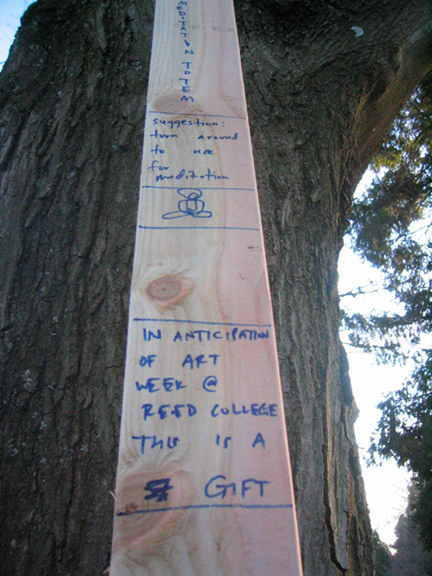 MEDITATION TOTEM
suggestion:
turn around
to use
for
meditation
IN ANTICIPATION
OF ART
WEEK @
REED COLLEGE
THIS IS A
GIFT